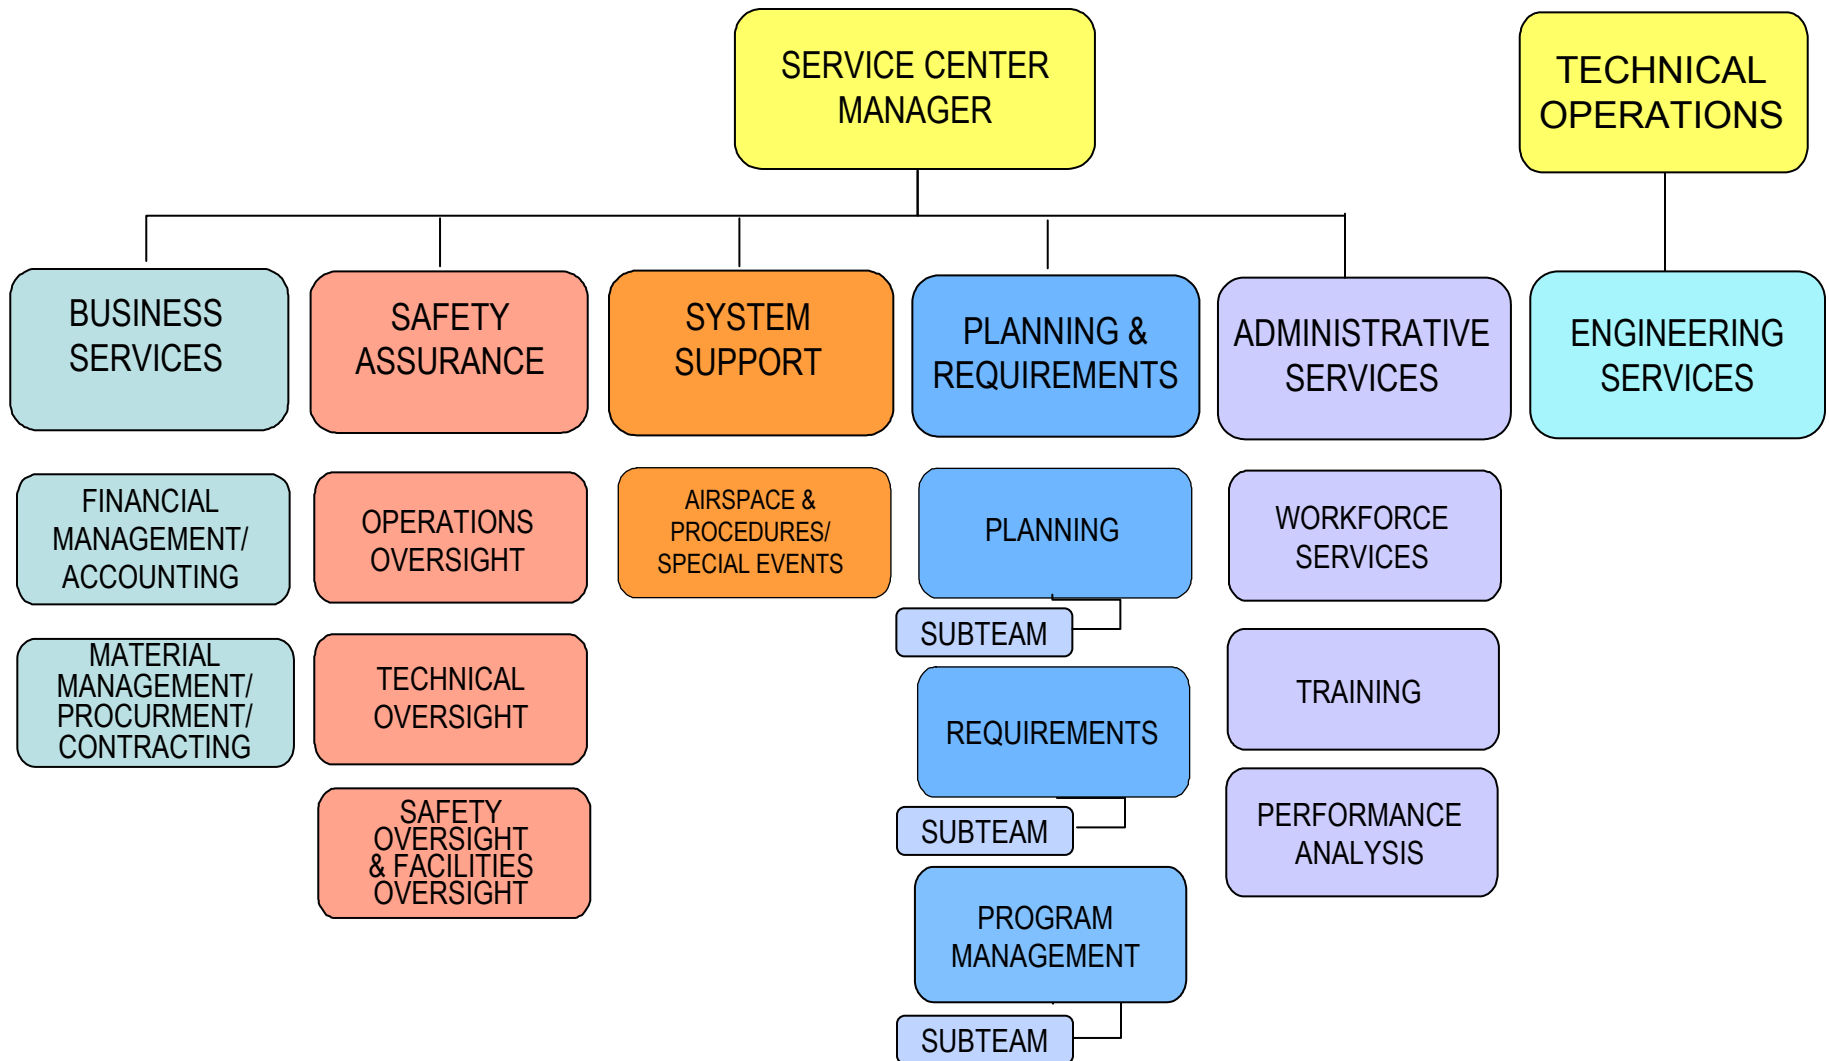 SERVICE CENTER
MANAGER
TECHNICAL
OPERATIONS
BUSINESS
SERVICES
SAFETY
ASSURANCE
SYSTEM
SUPPORT
PLANNING &
REQUIREMENTS
ADMINISTRATIVE
SERVICES
ENGINEERING
SERVICES
FINANCIAL
MANAGEMENT/
ACCOUNTING
OPERATIONS
OVERSIGHT
AIRSPACE &
PROCEDURES/
SPECIAL EVENTS
PLANNING
WORKFORCE
SERVICES
SUBTEAM
MATERIAL
MANAGEMENT/
PROCURMENT/
CONTRACTING
TECHNICAL
OVERSIGHT
REQUIREMENTS
TRAINING
SUBTEAM
SAFETY
OVERSIGHT
& FACILITIES
OVERSIGHT
PERFORMANCE
ANALYSIS
PROGRAM
MANAGEMENT
SUBTEAM